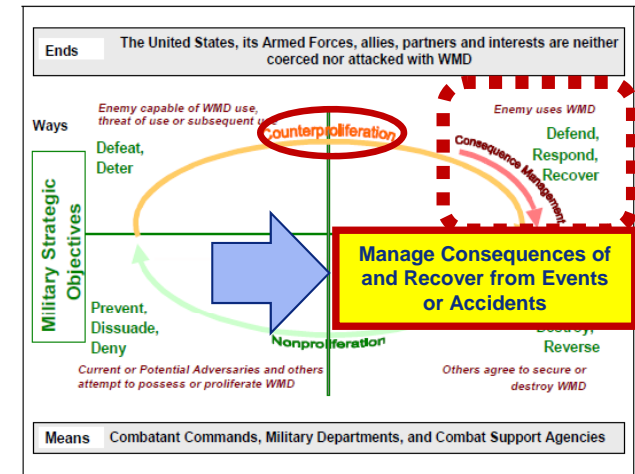 Ends
The United States, its Armed Forces, allies, partners and interests are neither
coerced nor attacked with WMD
Ways
Enemy capable of WMD use,
threat of use or subsequent
Counterproliferation
Enemy uses WMD
Defeat,
Deter
Consequence Management
Defend,
Respond,
Recover
Military Strategic
Objectives
Manage Consequences of
and Recover from Events
or Accidents
Prevent,
Dissuade,
Deny
Nonproliferation
Reverse
Current or Potential Adversaries and others
attempt to possess or proliferate WMD
Others agree to secure or
destroy WMD
Means
Combatant Commands, Military Departments, and Combat Support Agencies